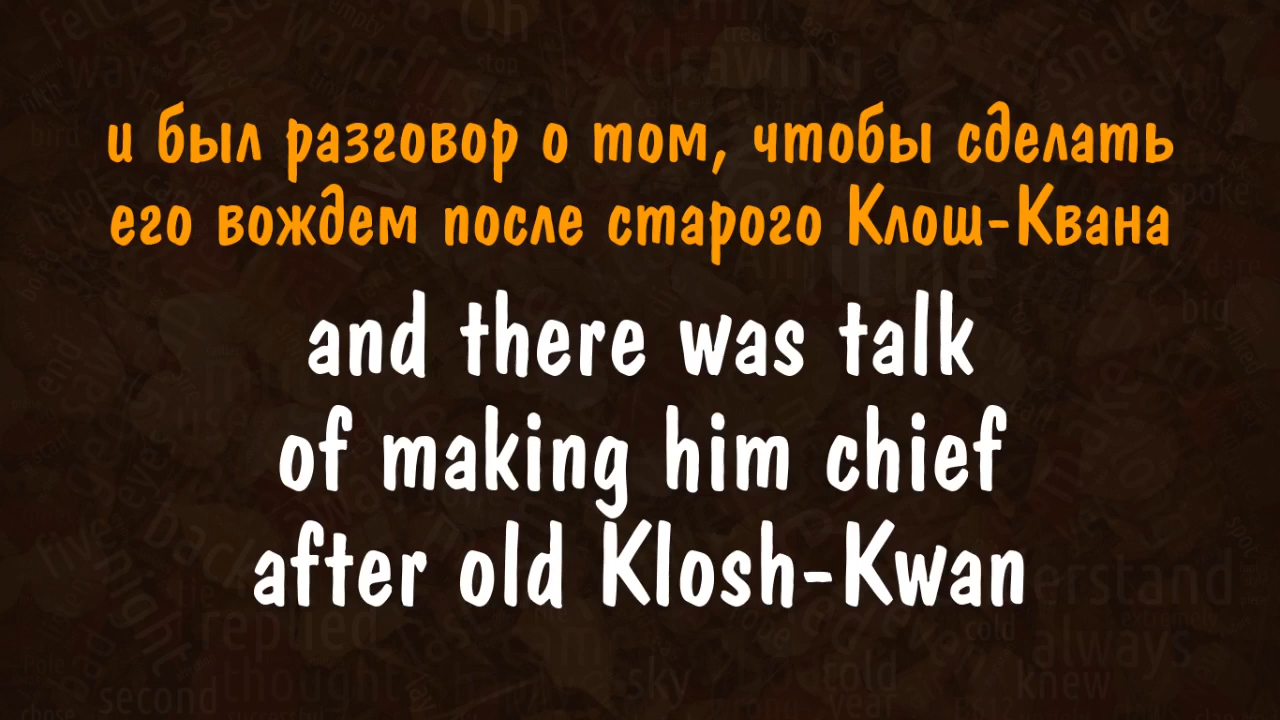 и был разговор о том, чтобы сделать
его вождем после старого Клош-Квана
and there was talk
of making him chief
after old Klosh-Kwan